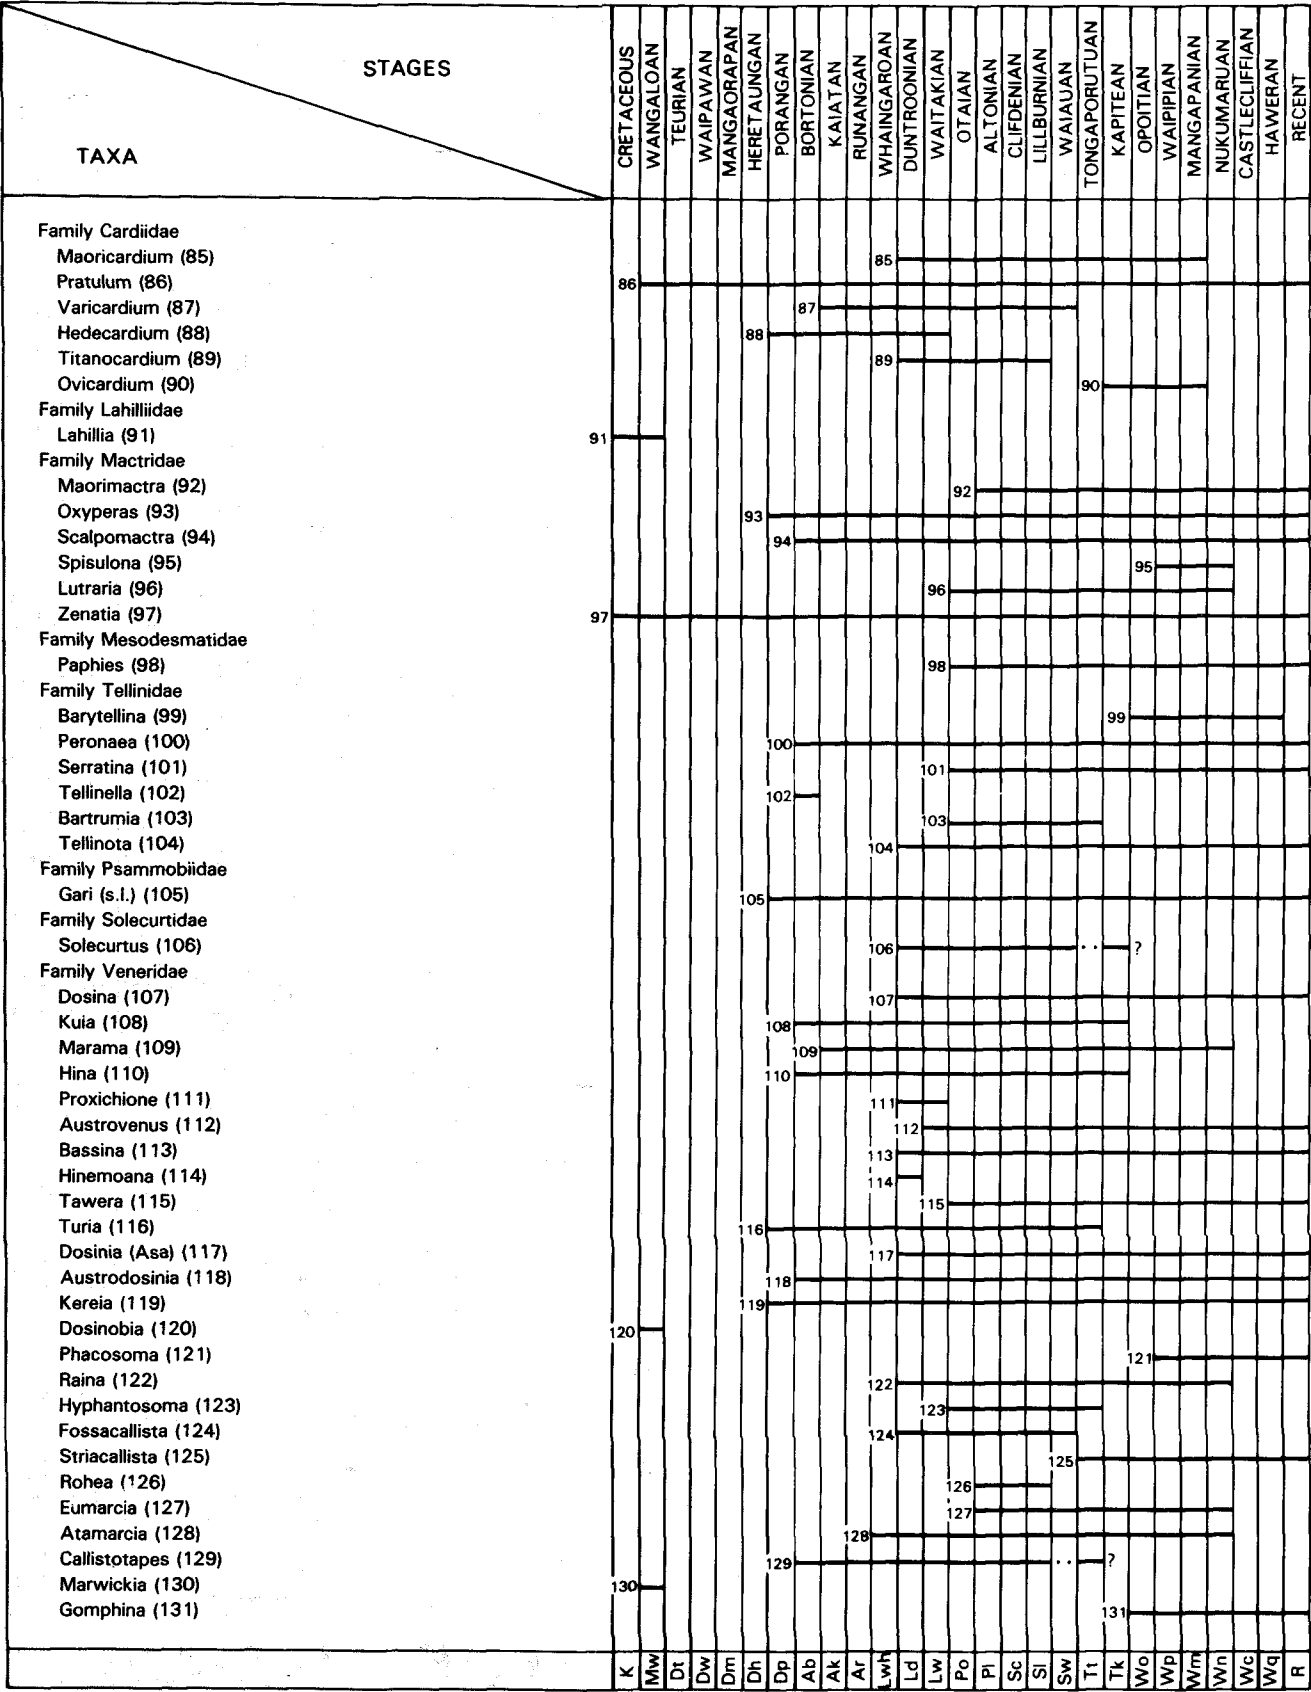 STAGES
TAXA
CRETACEOUS
WANGALOAN
TEURIAN
WAIPAWAN
MANGAORAPAN
HERETAUNGAN
PORANGAN
BORTONIAN
KAIATAN
RUNANGAN
WHAINGAROAN
DUNTROONIAN
WAITAKIAN
OTAIAN
ALTONIAN
CLIFDENIAN
LILLBURNIAN
WAIAUAN
TONGAPORUTUAN
KAPITEAN
OPOITIAN
WAIPIPIAN
MANGAPANIAN
NUKUMARUAN
CASTLECLIFFIAN
HAWERAN
RECENT
Family Cardiidae
Maoricardium (85) 85
Pratulum (86) 86
Varicardium (87) 87
Hedecardium (88) 88
Titanocardium (89) 89
Ovicardium (90) 90
Family Lahilliidae
Lahillia (91) 91
Family Mactridae
Maorimactra (92) 92
Oxyperas (93) 93
Scalpomactra (94) 94
Spisulona (95) 95
Lutraria (96) 96
Zenatia (97) 97
Family Mesodesmatidae
Paphies (98) 98
Family Tellinidae
Barytellina (99) 99
Peronaea (100) 100
Serratina (101) 101
Tellinella (102) 102
Bartrumia (103) 103
Tellinota (104) 104
Family Psammobiidae
Gari (s.l.) (105) 105
Family Solecurtidae
Solecurtus (106) 106 ?
Family Veneridae
Dosina (107) 107
Kuia (108) 108
Marama (109) 109
Hina (110) 110
Proxichione (111) 111
Austrovenus (112) 112
Bassina (113) 113
Hinemoana (114) 114
Tawera (115) 115
Turia (116) 116
Dosinia (Asa) (117) 117
Austrodosinia (118) 118
Kereia (119) 119
Dosinobia (120) 120
Phacosoma (121) 121
Raina (122) 122
Hyphantosoma (123) 123
Fossacallista (124) 124
Striacallista (125) 125
Rohea (126) 126
Eumarcia (127) 127
Atamarcia (128) 128
Callistotapes (129) 129 ?
Marwickia (130) 130
Gomphina (131) 131
K Mw Dt Dw Dm Dh Dp Ab Ak Ar Lwh Ld Lw Po Pl Sc Sl Sw Tt Tk Wo Wp Wm Wn Wc Wq R